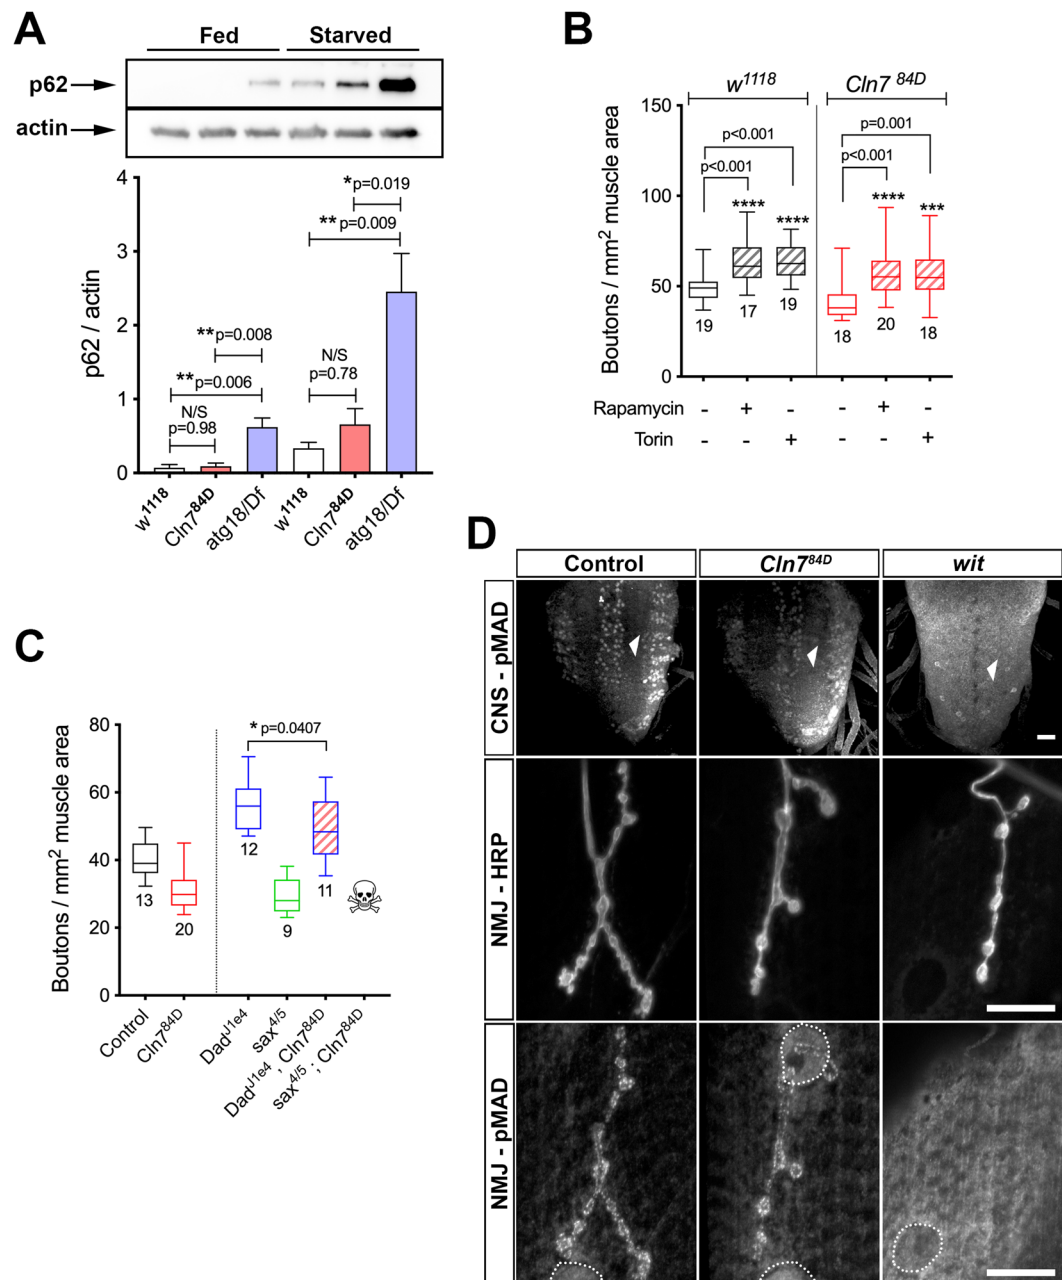 A
Fed Starved
p62
actin
p62 / actin
4
3
2
1
0
*p=0.019
**p=0.009
**p=0.008
**p=0.006
N/S
p=0.98
N/S
p=0.78
w1118
Cln784D
atg18/Df
w1118
Cln784D
atg18/Df
B
w1118 Cln7 84D
Boutons / mm2 muscle area
150
100
50
0
p<0.001
p<0.001
p=0.001
p<0.001
**** **** **** ***
19 17 19 18 20 18
Rapamycin - + - - + -
Torin - - + - - +
C
Boutons / mm2 muscle area
80
60
40
20
0
* p=0.0407
13 20 12 9 11
Control
Cln784D
DadJ1e4
sax4/5
DadJ1e4, Cln784D
sax4/5; Cln784D
D
Control Cln784D wit
CNS - pMAD
NMJ - HRP
NMJ - pMAD